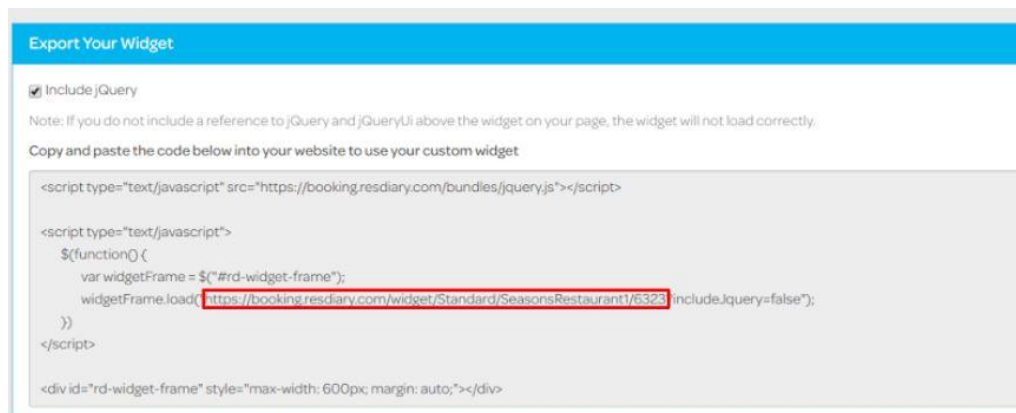 Export Your Widget
Include jQuery
Note: If you do not include a reference to jQuery and jQueryUi above the widget on your page, the widget will not load correctly.
Copy and paste the code below into your website to use your custom widget
<script type="text/javascript" src="https://booking.resdiary.com/bundles/jquery.js"></script>
<script type="text/javascript">
$(function() {
var widgetFrame = $("#rd-widget-frame");
widgetFrame.load("https://booking.resdiary.com/widget/Standard/SeasonsRestaurant1/6323?includeJquery=false");
})
</script>
<div id="rd-widget-frame" style="max-width: 600px; margin: auto;"></div>